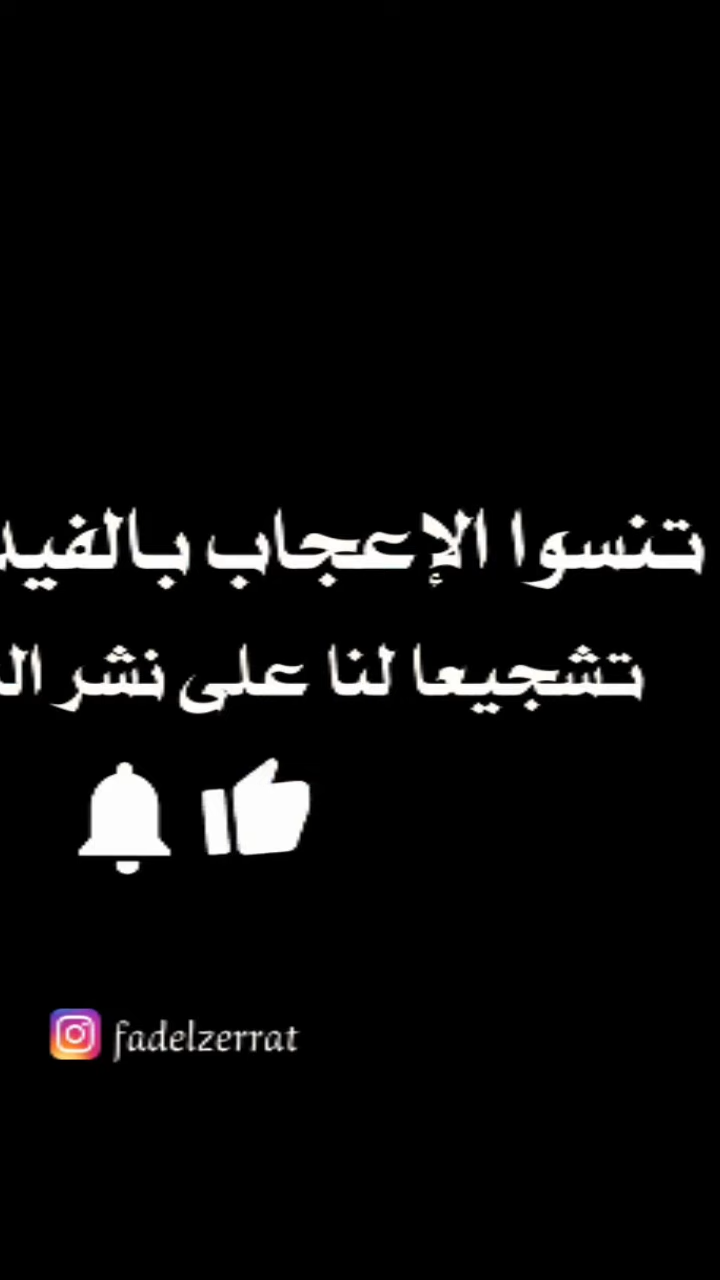 تنسوا الإعجاب بالفيد
تشجيعا لنا على نشر ال
fadelzerrat